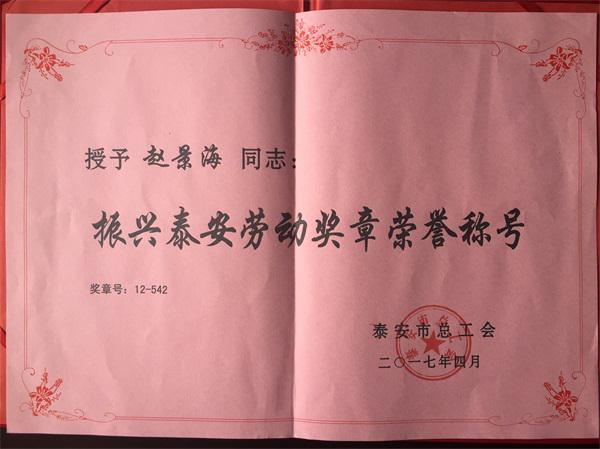 授予 赵景海 同志：
振兴泰安劳动奖章荣誉称号
奖章号：12-542
泰安市总工会
二〇一七年四月